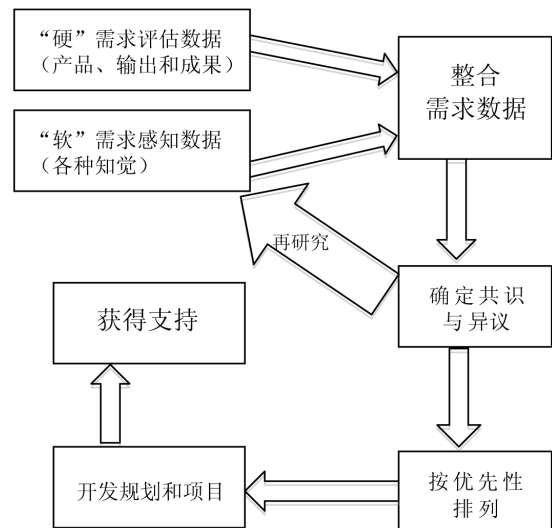 “硬”需求评估数据
（产品、输出和成果）
整合
需求数据
“软”需求感知数据
（各种知觉）
再研究
确定共识
与异议
获得支持
按优先性
排列
开发规划和项目